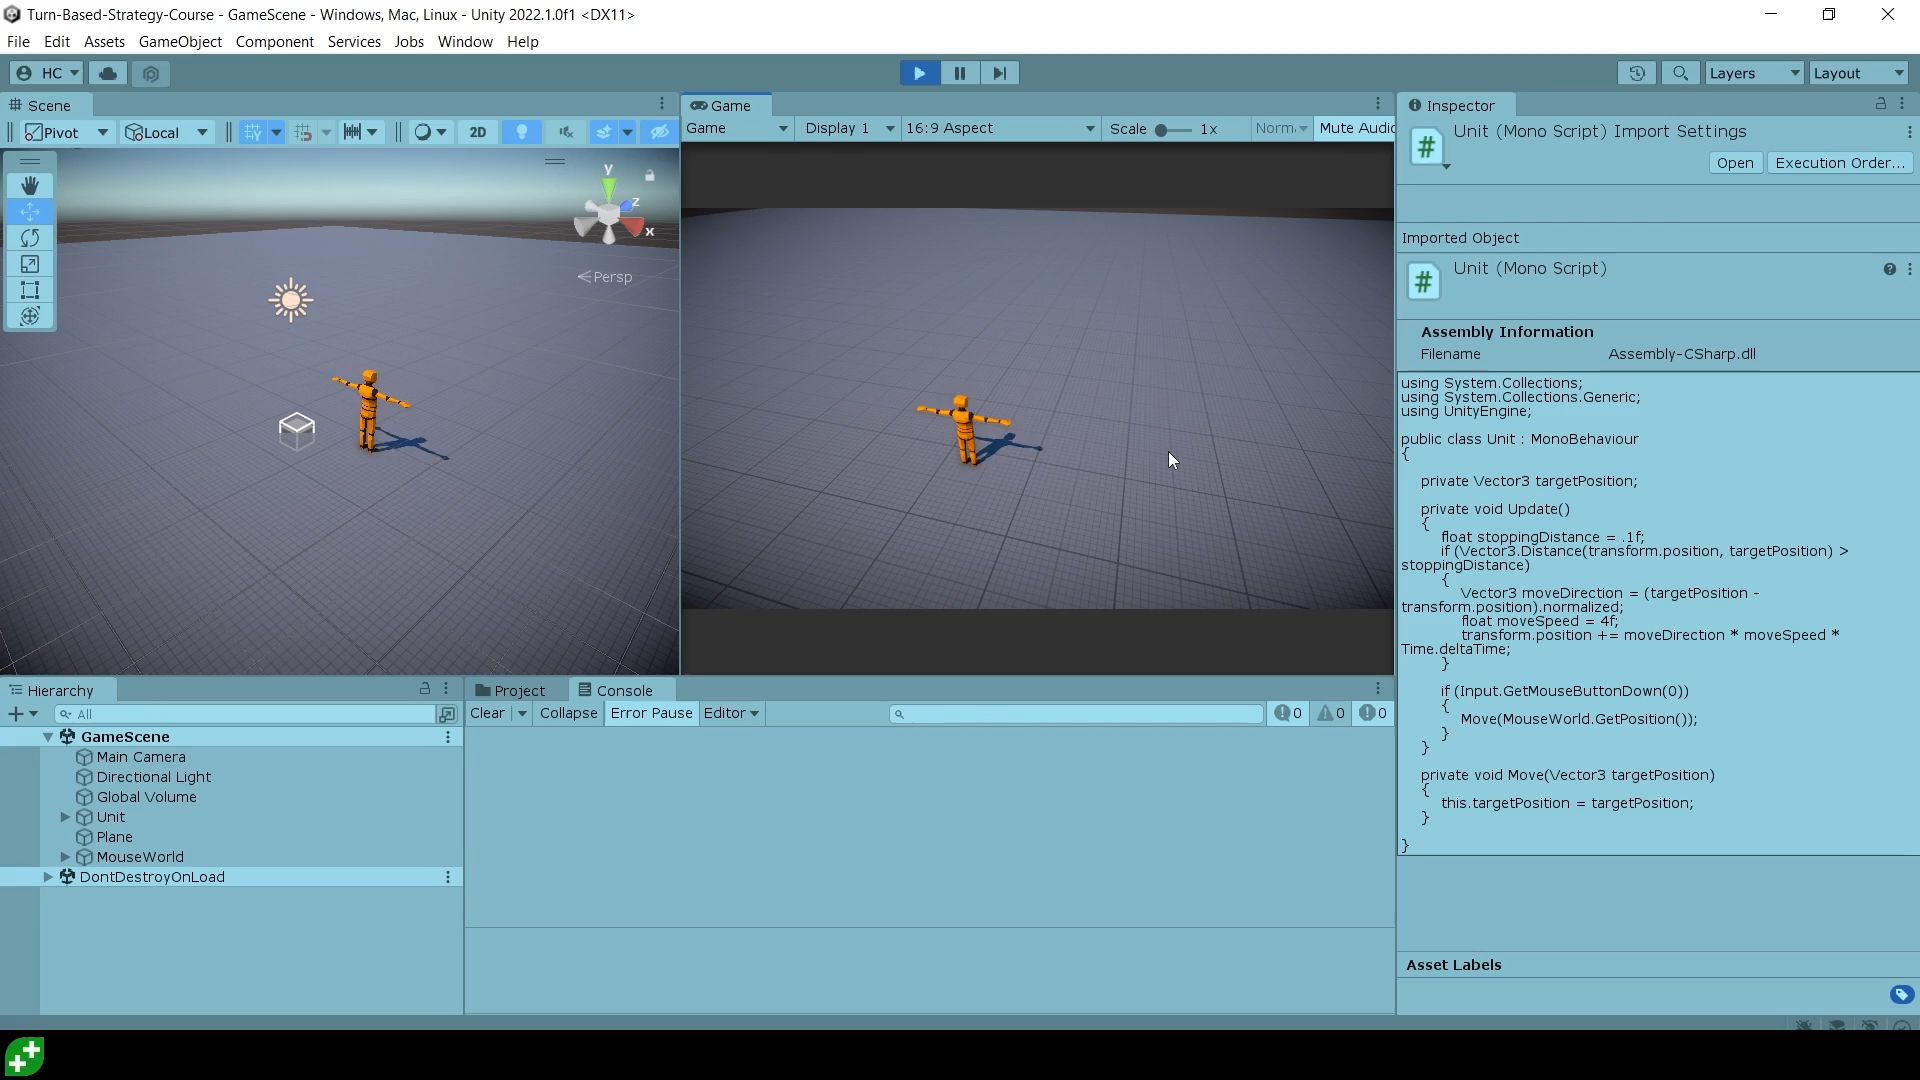 Turn-Based-Strategy-Course - GameScene - Windows, Mac, Linux - Unity 2022.1.0f1 <DX11>
File Edit Assets GameObject Component Services Jobs Window Help
HC Layers Layout
Scene
Pivot Local 2D
y
z
x
Persp
Game
Game Display 1 16:9 Aspect Scale 1x Norm Mute Audio
Inspector
Unit (Mono Script) Import Settings
Open Execution Order...
Imported Object
Unit (Mono Script)
Assembly Information
Filename Assembly-CSharp.dll
using System.Collections;
using System.Collections.Generic;
using UnityEngine;
public class Unit : MonoBehaviour
{
private Vector3 targetPosition;
private void Update()
{
float stoppingDistance = .1f;
if (Vector3.Distance(transform.position, targetPosition) >
stoppingDistance)
{
Vector3 moveDirection = (targetPosition -
transform.position).normalized;
float moveSpeed = 4f;
transform.position += moveDirection * moveSpeed *
Time.deltaTime;
}
if (Input.GetMouseButtonDown(0))
{
Move(MouseWorld.GetPosition());
}
}
private void Move(Vector3 targetPosition)
{
this.targetPosition = targetPosition;
}
}
Asset Labels
Hierarchy
All
GameScene
Main Camera
Directional Light
Global Volume
Unit
Plane
MouseWorld
DontDestroyOnLoad
Project Console
Clear Collapse Error Pause Editor 0 0 0